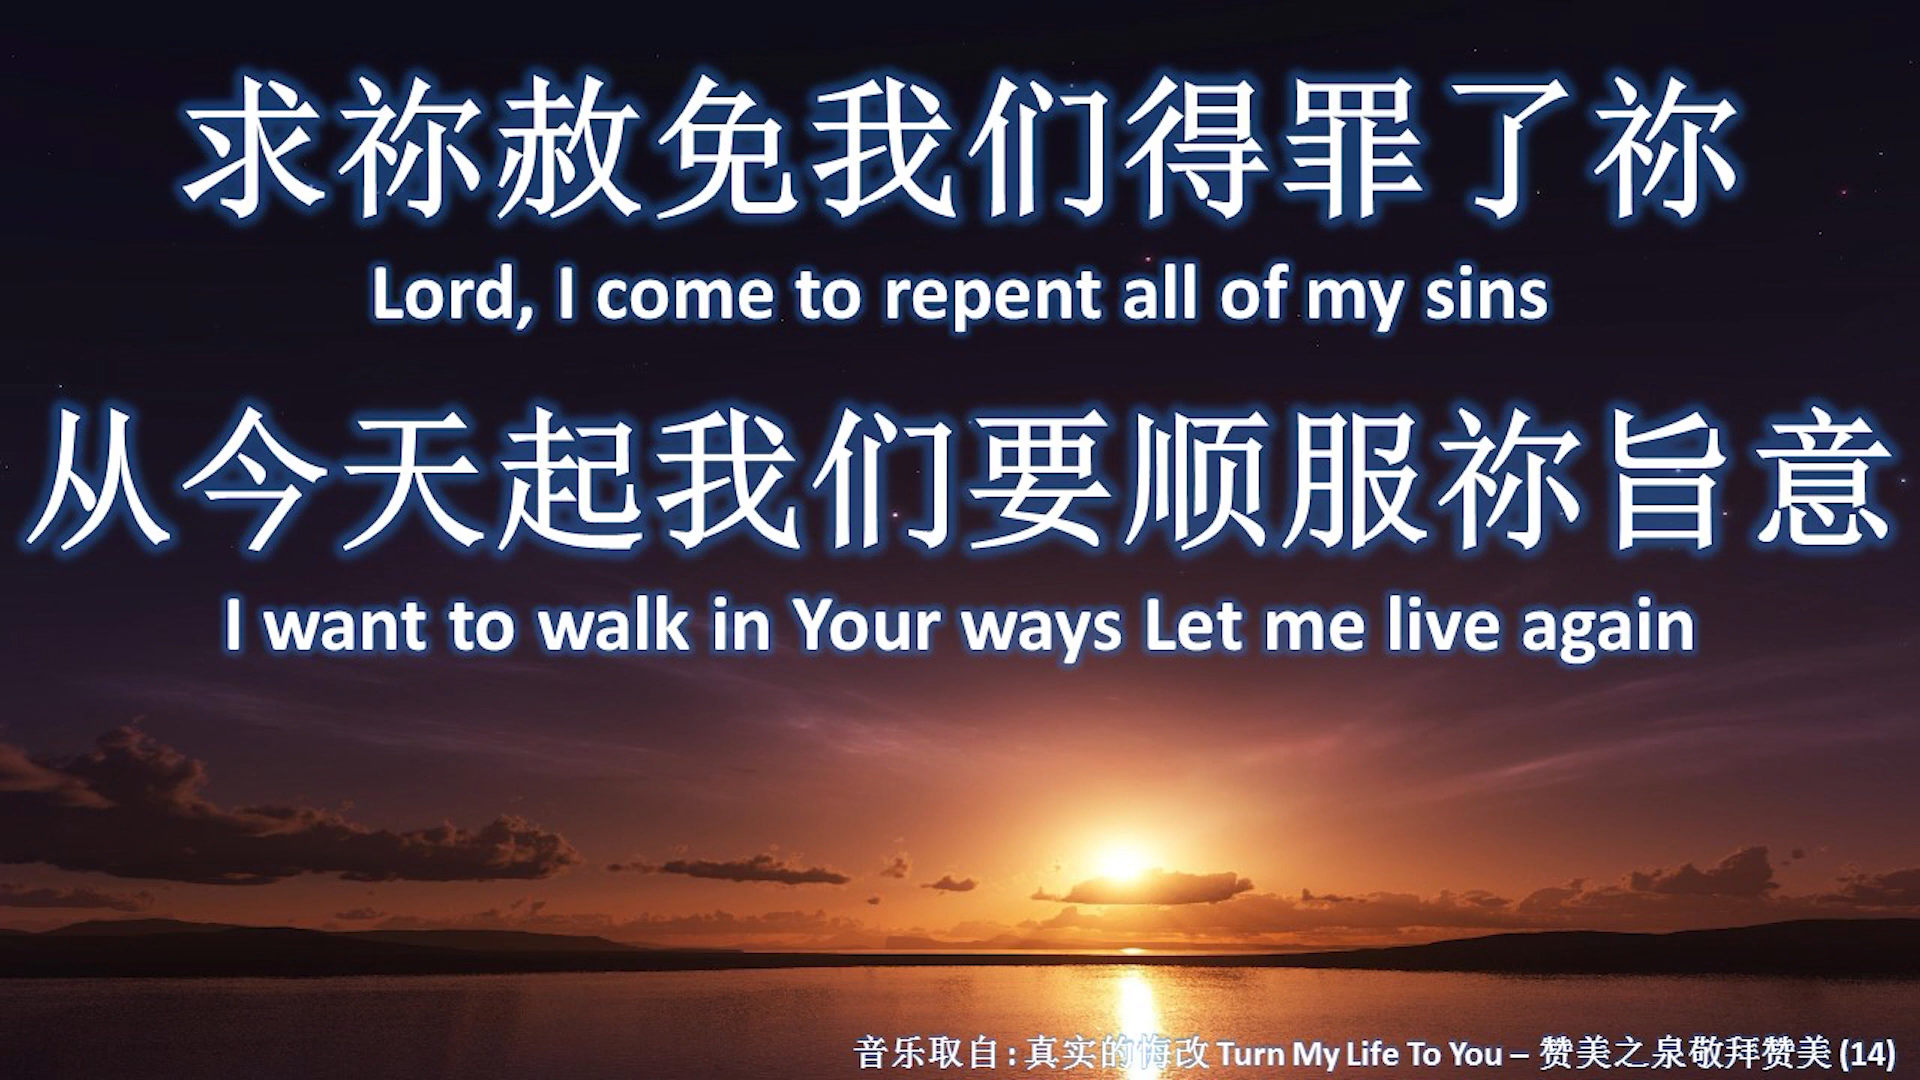 求祢赦免我们得罪了祢
Lord, I come to repent all of my sins
从今天起我们要顺服祢旨意
I want to walk in Your ways Let me live again
音乐取自 : 真实的悔改 Turn My Life To You – 赞美之泉敬拜赞美 (14)